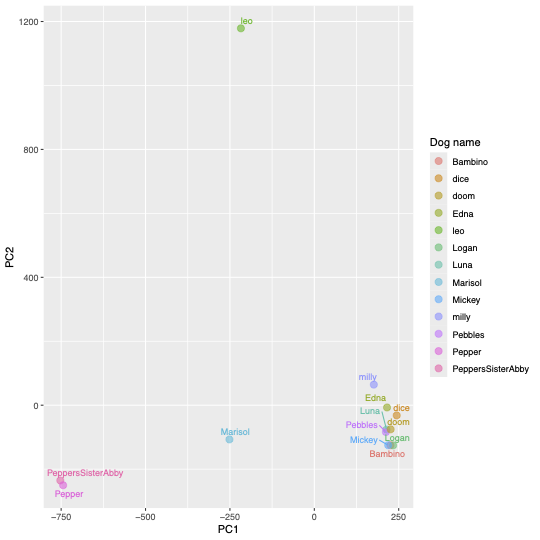 leo
1200
800
400
0
PC2
milly
Edna
dice
Luna
doom
Pebbles
Logan
Mickey
Bambino
Marisol
PeppersSisterAbby
Pepper
−750
−500
−250
0
250
PC1
Dog name
Bambino
dice
doom
Edna
leo
Logan
Luna
Marisol
Mickey
milly
Pebbles
Pepper
PeppersSisterAbby